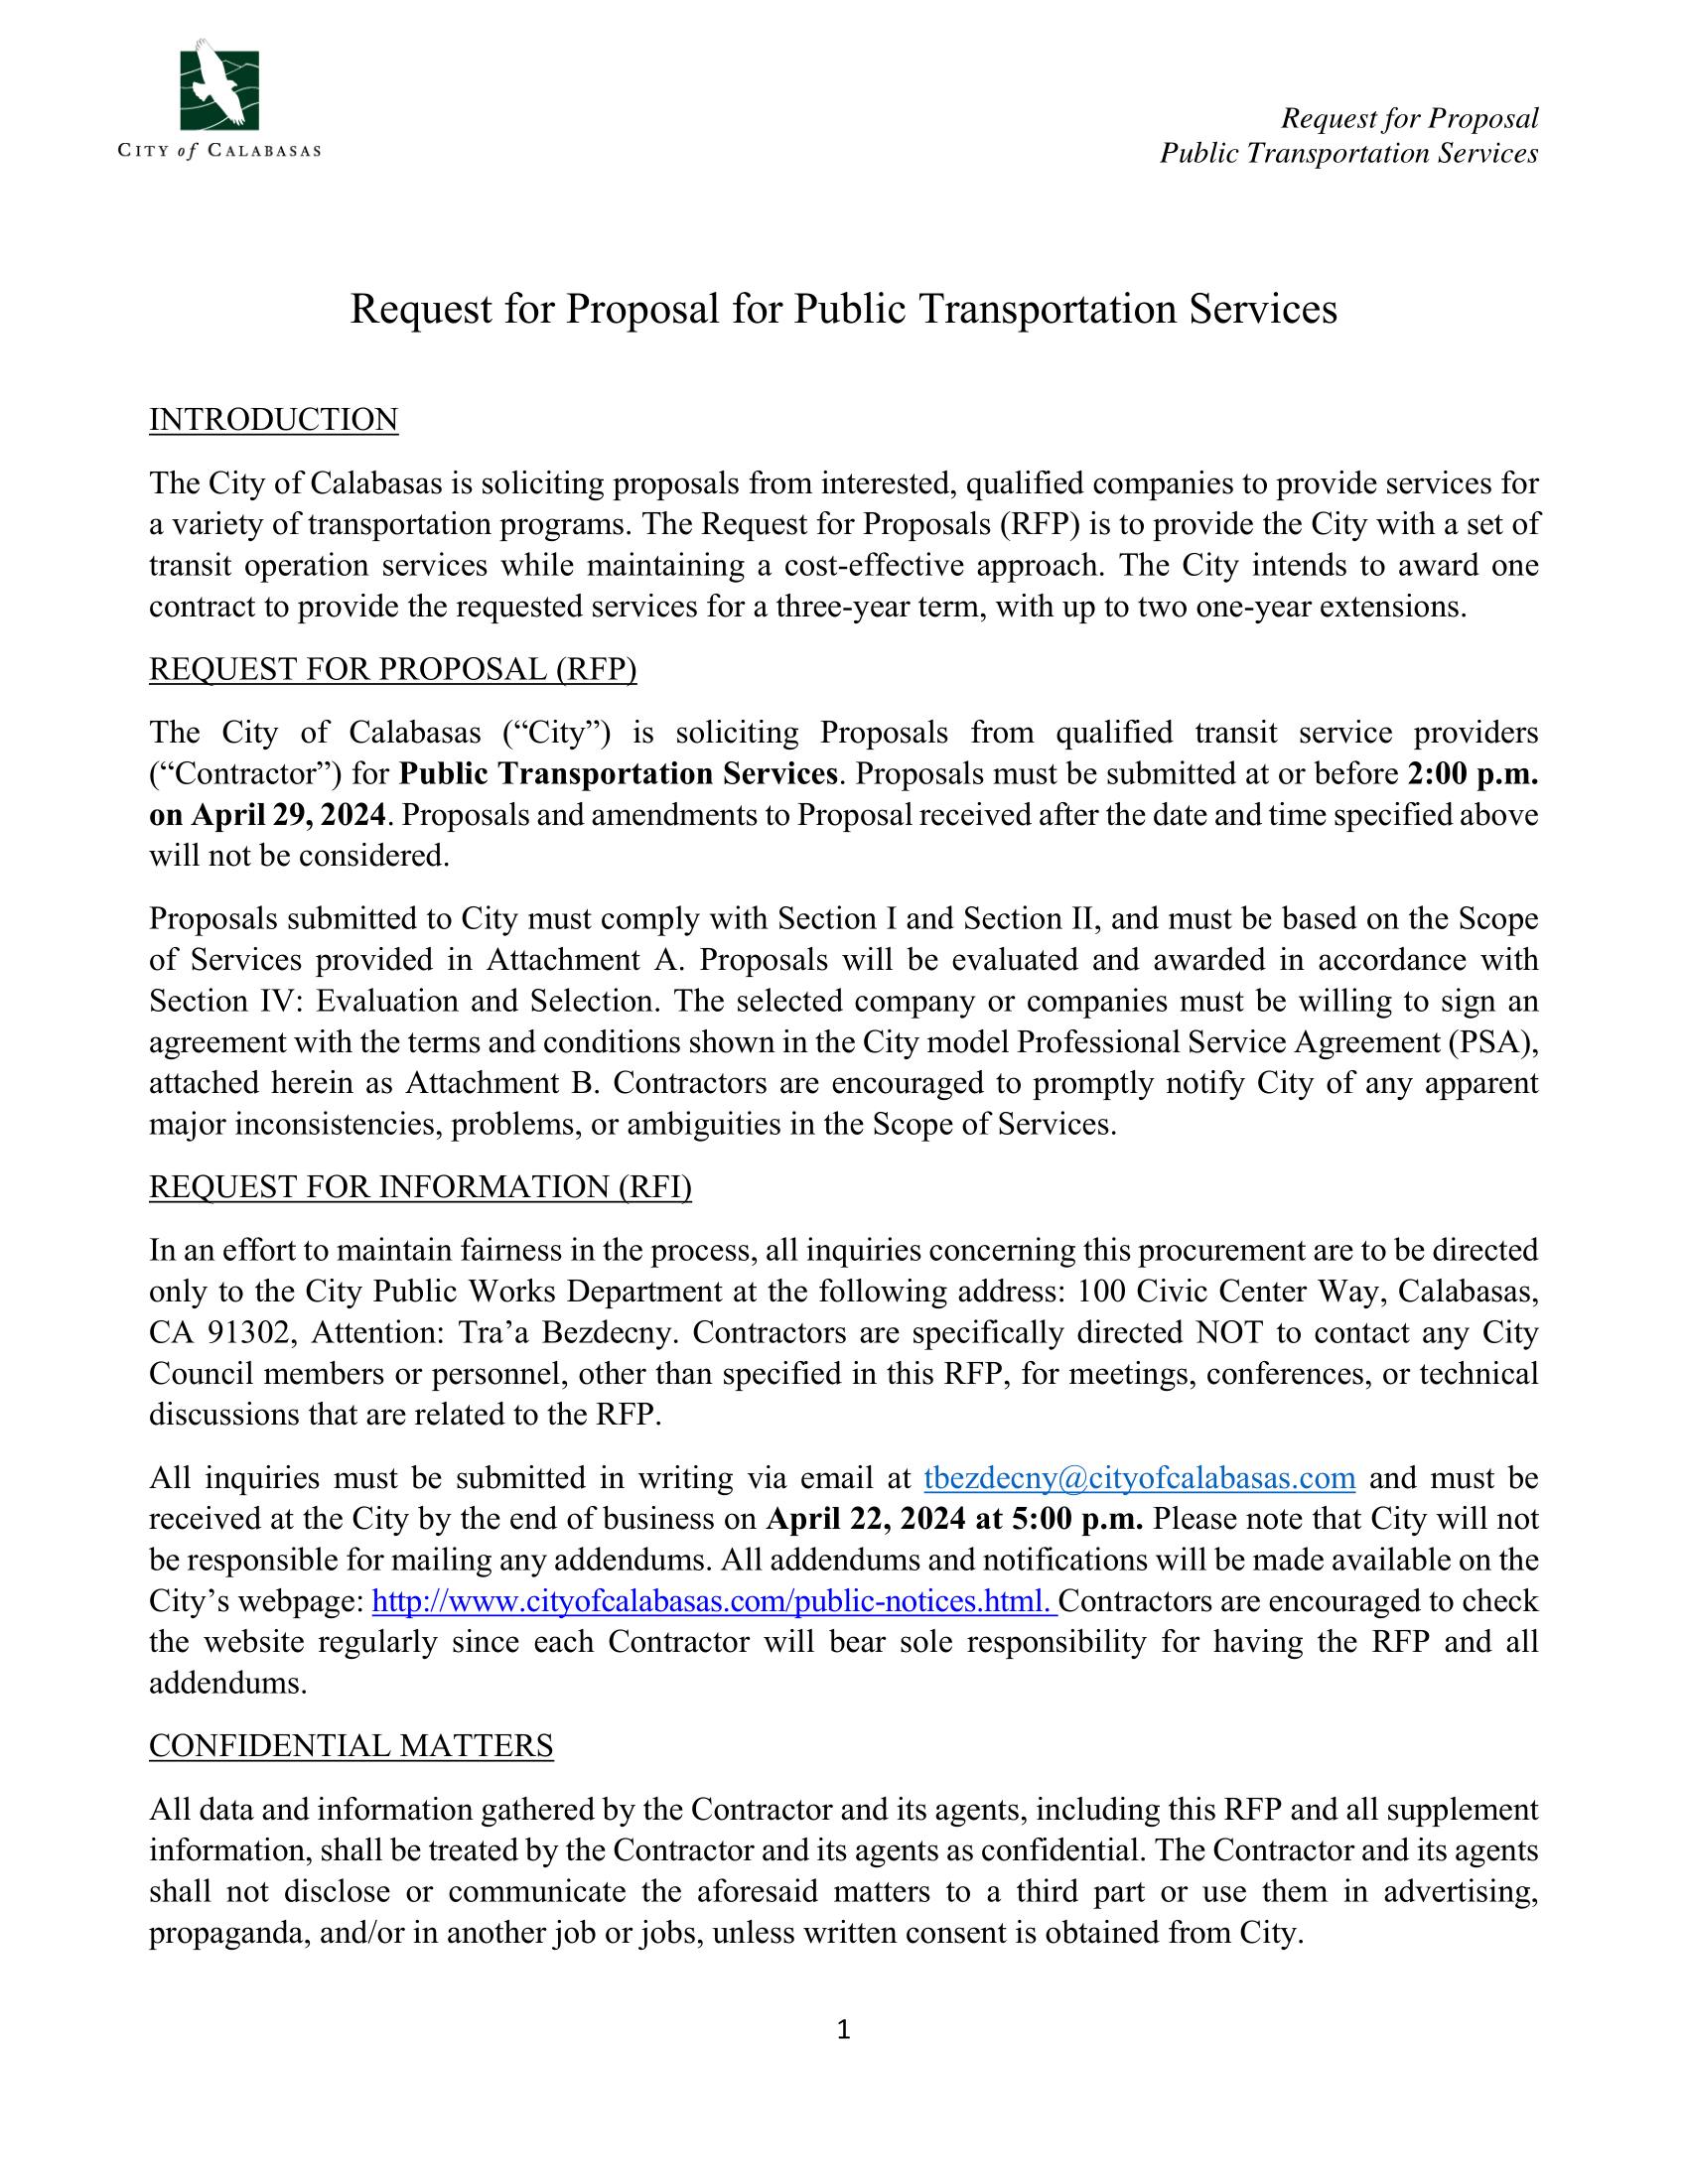 CITY of CALABASAS
Request for Proposal
Public Transportation Services
Request for Proposal for Public Transportation Services
INTRODUCTION
The City of Calabasas is soliciting proposals from interested, qualified companies to provide services for
a variety of transportation programs. The Request for Proposals (RFP) is to provide the City with a set of
transit operation services while maintaining a cost-effective approach. The City intends to award one
contract to provide the requested services for a three-year term, with up to two one-year extensions.
REQUEST FOR PROPOSAL (RFP)
The City of Calabasas (“City”) is soliciting Proposals from qualified transit service providers
(“Contractor”) for Public Transportation Services. Proposals must be submitted at or before 2:00 p.m.
on April 29, 2024. Proposals and amendments to Proposal received after the date and time specified above
will not be considered.
Proposals submitted to City must comply with Section I and Section II, and must be based on the Scope
of Services provided in Attachment A. Proposals will be evaluated and awarded in accordance with
Section IV: Evaluation and Selection. The selected company or companies must be willing to sign an
agreement with the terms and conditions shown in the City model Professional Service Agreement (PSA),
attached herein as Attachment B. Contractors are encouraged to promptly notify City of any apparent
major inconsistencies, problems, or ambiguities in the Scope of Services.
REQUEST FOR INFORMATION (RFI)
In an effort to maintain fairness in the process, all inquiries concerning this procurement are to be directed
only to the City Public Works Department at the following address: 100 Civic Center Way, Calabasas,
CA 91302, Attention: Tra’a Bezdecny. Contractors are specifically directed NOT to contact any City
Council members or personnel, other than specified in this RFP, for meetings, conferences, or technical
discussions that are related to the RFP.
All inquiries must be submitted in writing via email at tbezdecny@cityofcalabasas.com and must be
received at the City by the end of business on April 22, 2024 at 5:00 p.m. Please note that City will not
be responsible for mailing any addendums. All addendums and notifications will be made available on the
City’s webpage: http://www.cityofcalabasas.com/public-notices.html. Contractors are encouraged to check
the website regularly since each Contractor will bear sole responsibility for having the RFP and all
addendums.
CONFIDENTIAL MATTERS
All data and information gathered by the Contractor and its agents, including this RFP and all supplement
information, shall be treated by the Contractor and its agents as confidential. The Contractor and its agents
shall not disclose or communicate the aforesaid matters to a third part or use them in advertising,
propaganda, and/or in another job or jobs, unless written consent is obtained from City.
1